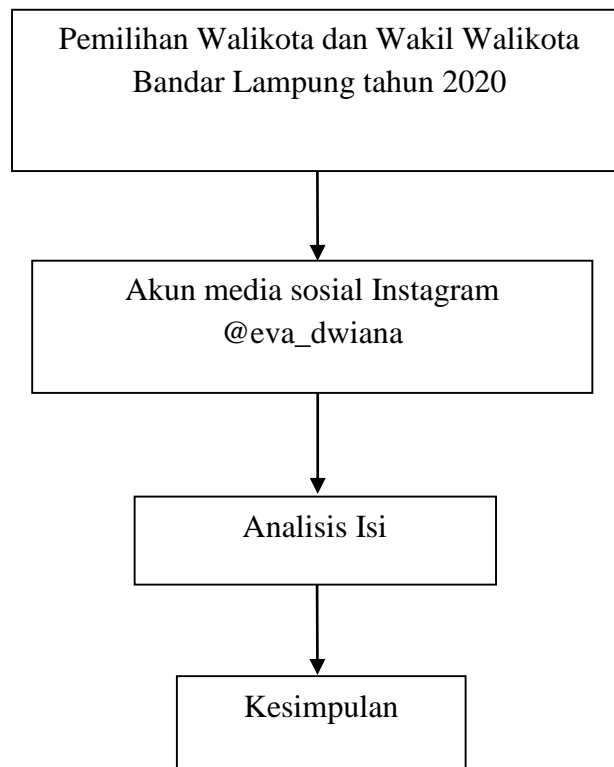 Pemilihan Walikota dan Wakil Walikota
Bandar Lampung tahun 2020
Akun media sosial Instagram
@eva_dwiana
Analisis Isi
Kesimpulan